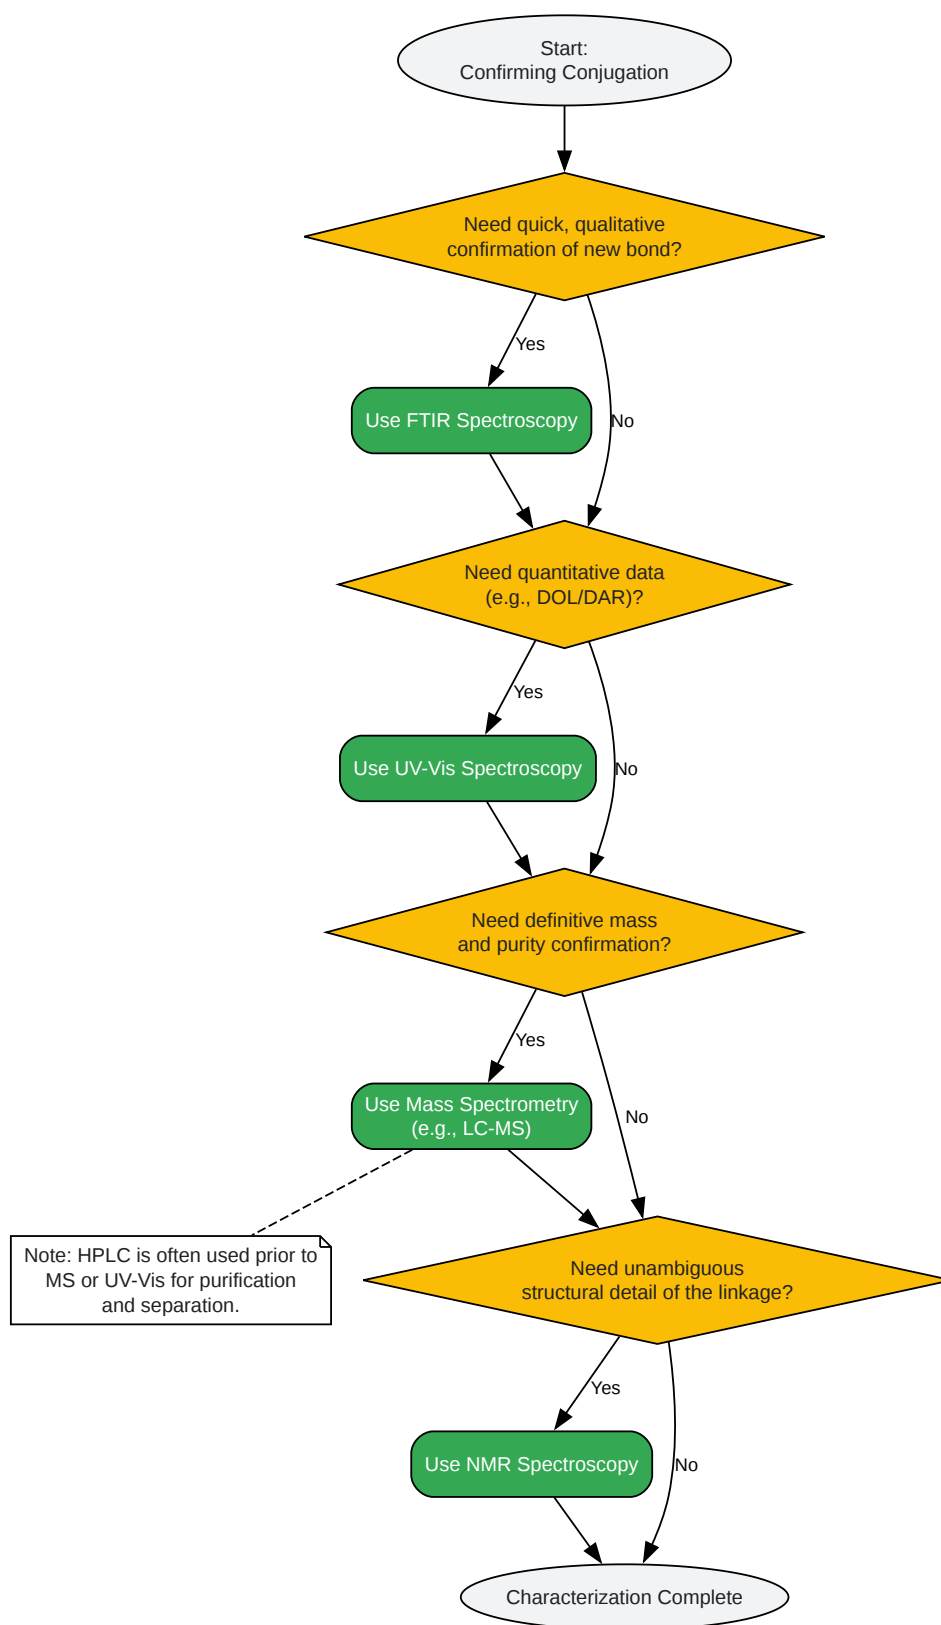 Start:
Confirming Conjugation
Need quick, qualitative
confirmation of new bond?
Yes
Use FTIR Spectroscopy
No
Need quantitative data
(e.g., DOL/DAR)?
Yes
Use UV-Vis Spectroscopy
No
Need definitive mass
and purity confirmation?
Yes
Use Mass Spectrometry
(e.g., LC-MS)
No
Note: HPLC is often used prior to
MS or UV-Vis for purification
and separation.
Need unambiguous
structural detail of the linkage?
Yes
Use NMR Spectroscopy
No
Characterization Complete